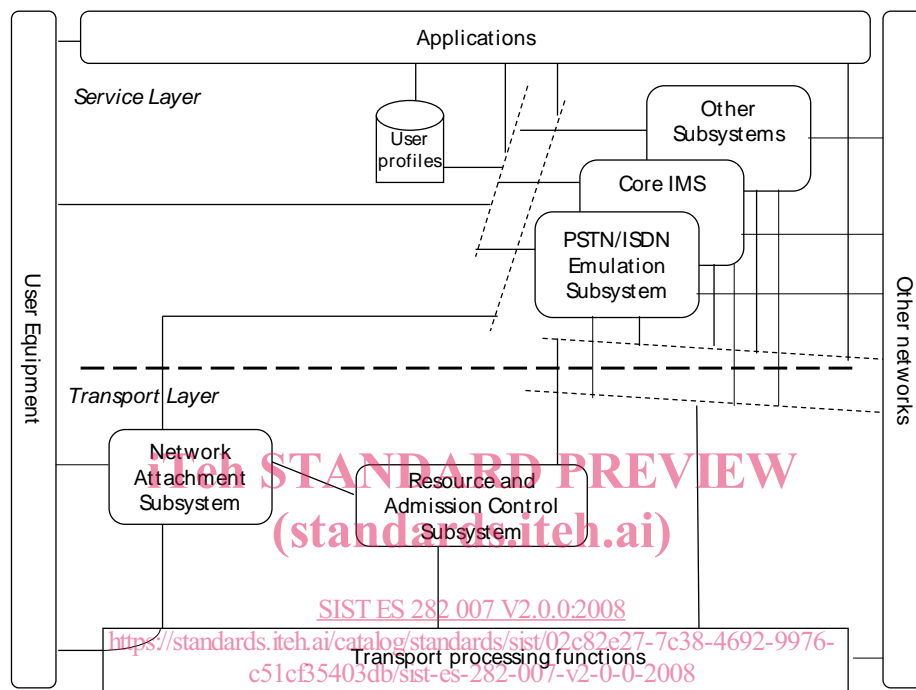 Applications
Service Layer
User
profiles
Other
Subsystems
Core IMS
PSTN/ISDN
Emulation
Subsystem
User Equipment
Other networks
Transport Layer
Network
Attachment
Subsystem
iTeh STANDARD PREVIEW
(standards.iteh.ai)
Resource and
Admission Control
Subsystem
SIST ES 282 007 V2.0.0:2008
https://standards.iteh.ai/catalog/standards/sist/02c82e27-7c38-4692-9976-
c51cf35403db/sist-es-282-007-v2-0-0-2008
Transport processing functions